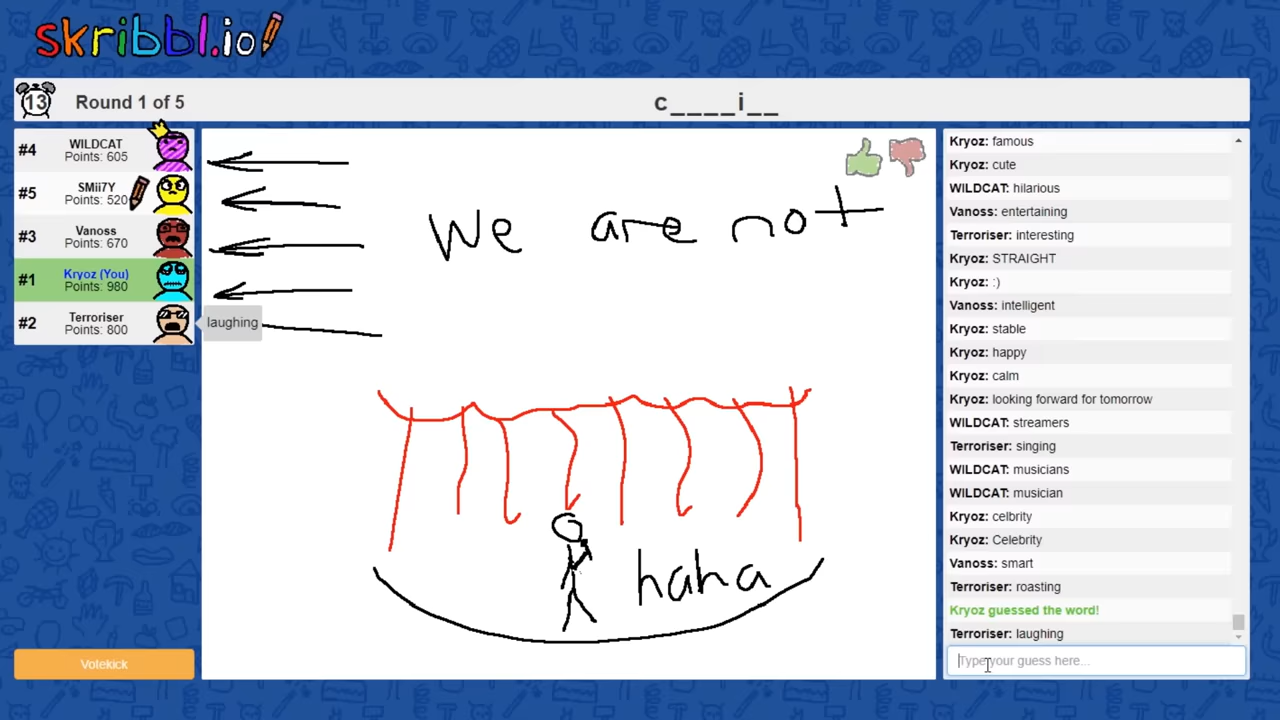 skribbl.io
13
Round 1 of 5
c____i__
#4
WILDCAT
Points: 605
#5
SMii7Y
Points: 520
#3
Vanoss
Points: 670
#1
Kryoz (You)
Points: 980
#2
Terroriser
Points: 800
laughing
We are not
haha
Kryoz: famous
Kryoz: cute
WILDCAT: hilarious
Vanoss: entertaining
Terroriser: interesting
Kryoz: STRAIGHT
Kryoz: :)
Vanoss: intelligent
Kryoz: stable
Kryoz: happy
Kryoz: calm
Kryoz: looking forward for tomorrow
WILDCAT: streamers
Terroriser: singing
WILDCAT: musicians
WILDCAT: musician
Kryoz: celbrity
Kryoz: Celebrity
Vanoss: smart
Terroriser: roasting
Kryoz guessed the word!
Terroriser: laughing
Type your guess here...
Votekick